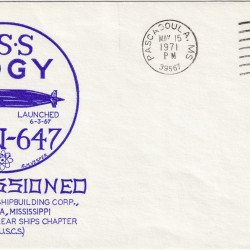 S·S
OGY
LAUNCHED
6-3-67
N-647
SSIONED
SHIPBUILDING CORP.,
A, MISSISSIPPI
EAR SHIPS CHAPTER
U.S.C.S.)
PASCAGOULA, MS
MAY 15
1971
PM
39567